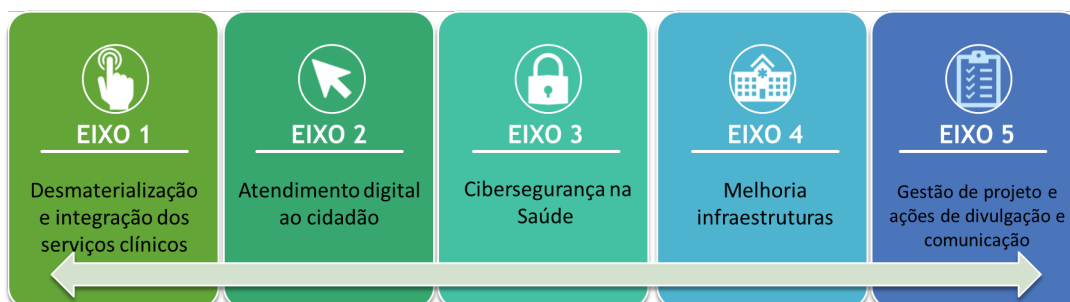 EIXO 1
Desmaterialização
e integração dos
serviços clínicos
EIXO 2
Atendimento digital
ao cidadão
EIXO 3
Cibersegurança na
Saúde
EIXO 4
Melhoria
infraestruturas
EIXO 5
Gestão de projeto e
ações de divulgação e
comunicação